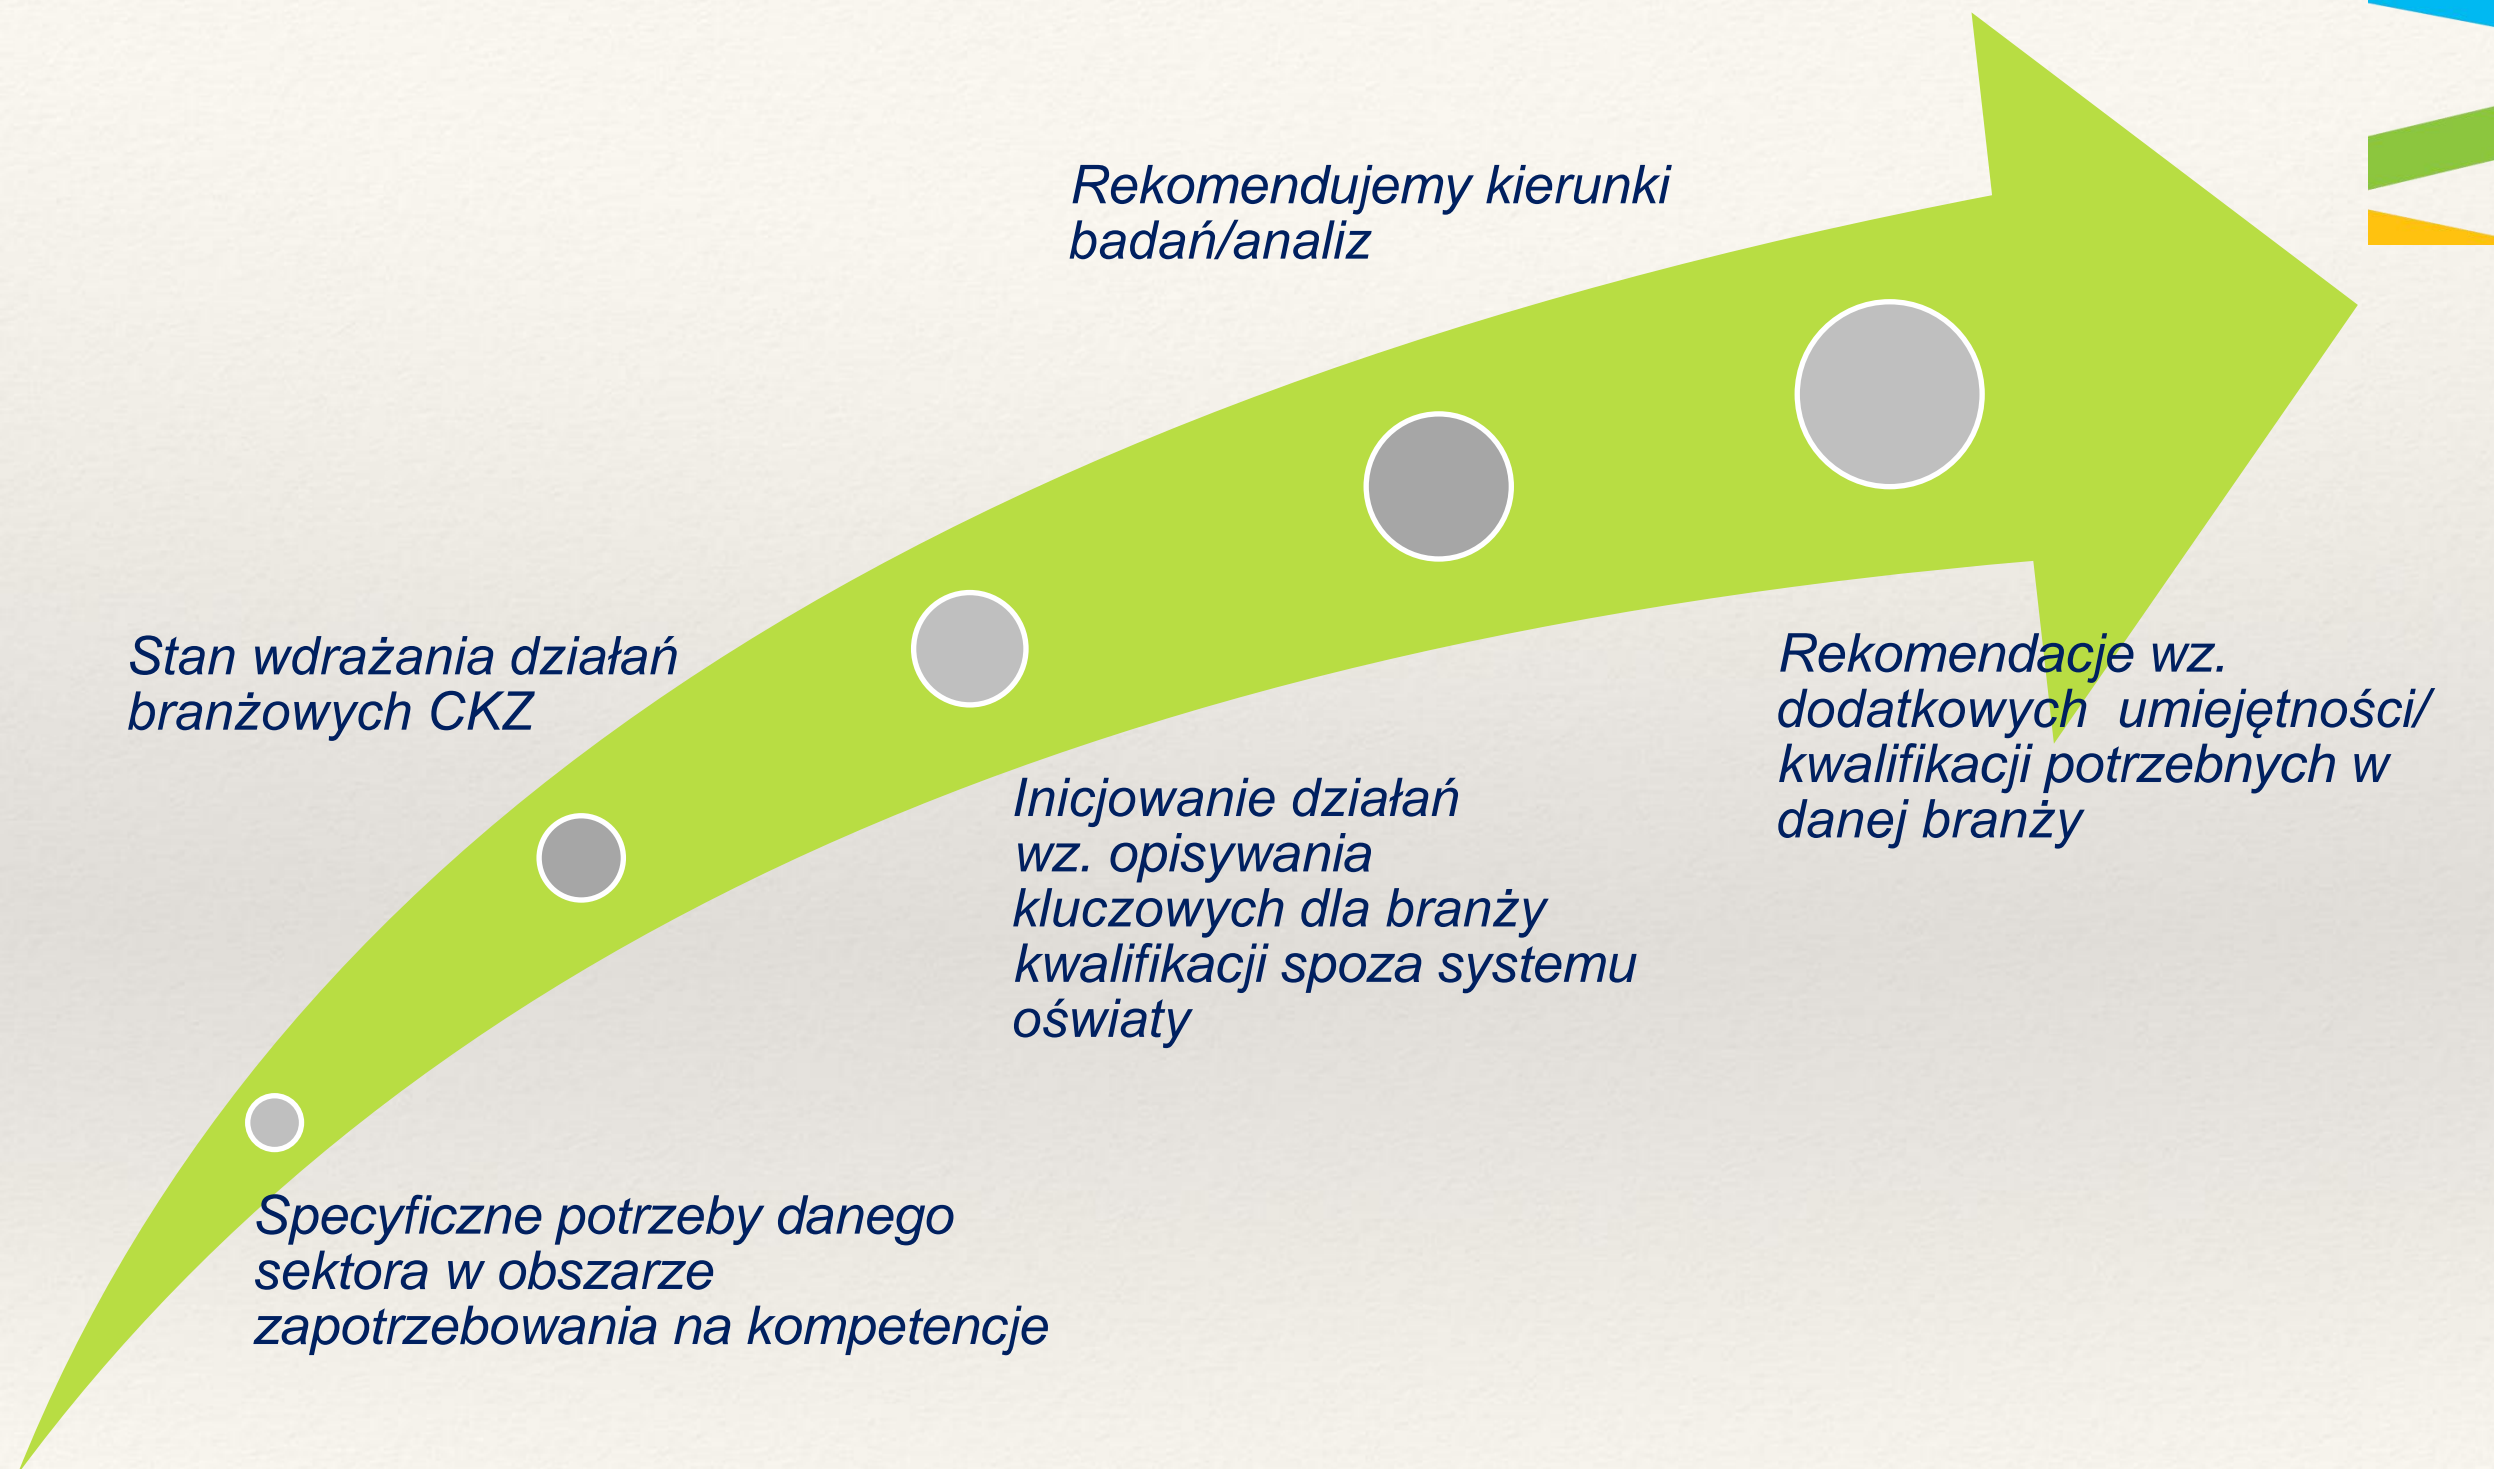 Rekomendujemy kierunki
badań/analiz
Stan wdrażania działań
branżowych CKZ
Rekomendacje wz.
dodatkowych  umiejętności/
kwalifikacji potrzebnych w
danej branży
Inicjowanie działań
wz. opisywania
kluczowych dla branży
kwalifikacji spoza systemu
oświaty
Specyficzne potrzeby danego
sektora w obszarze
zapotrzebowania na kompetencje